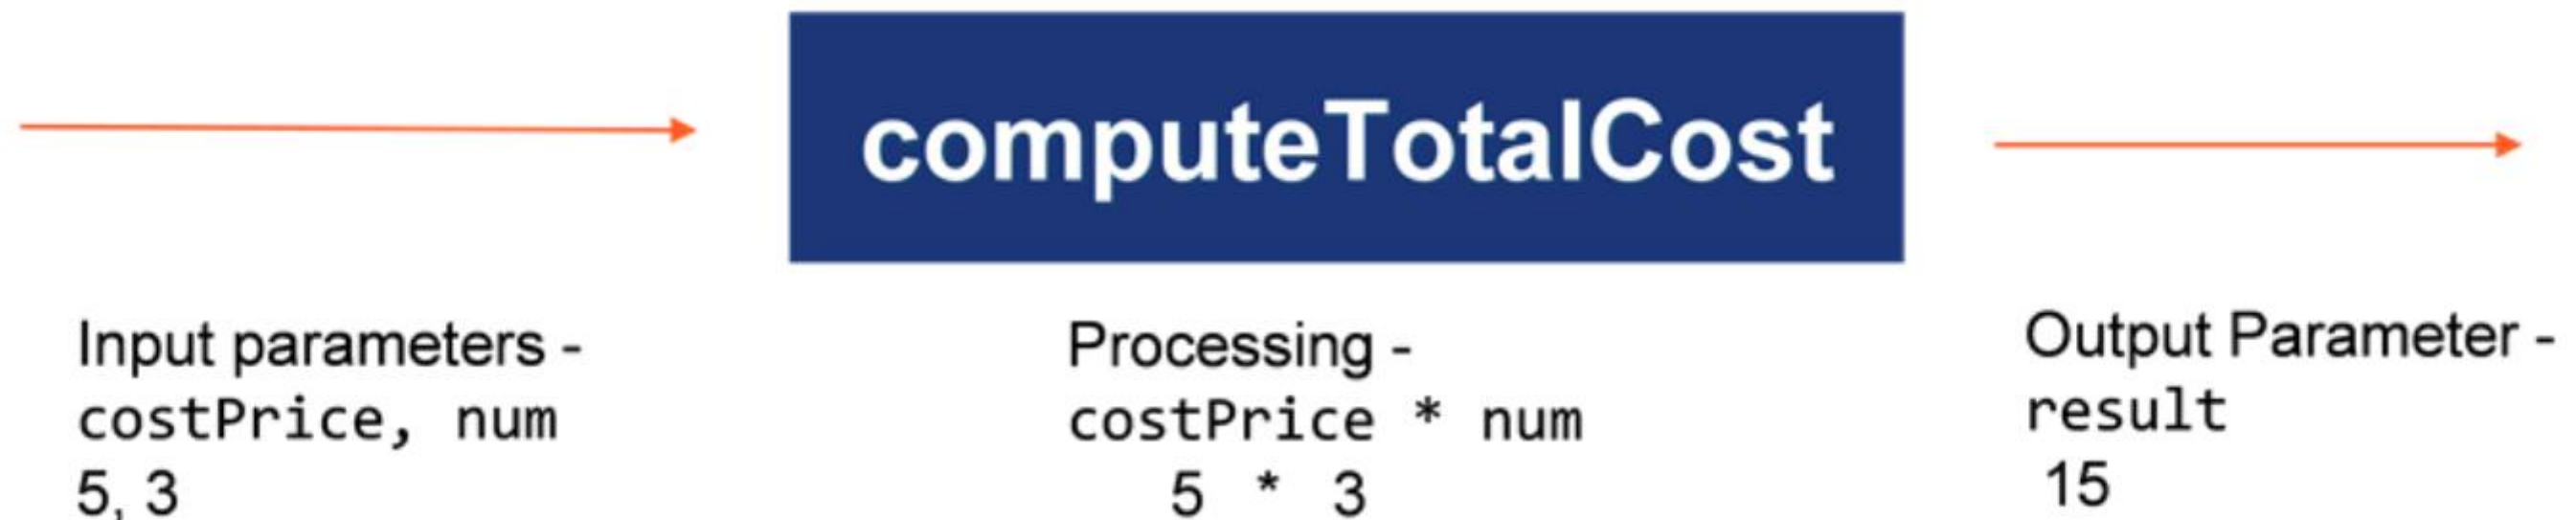 computeTotalCost
Input parameters -
costPrice, num
5, 3
Processing -
costPrice * num
5 * 3
Output Parameter -
result
15